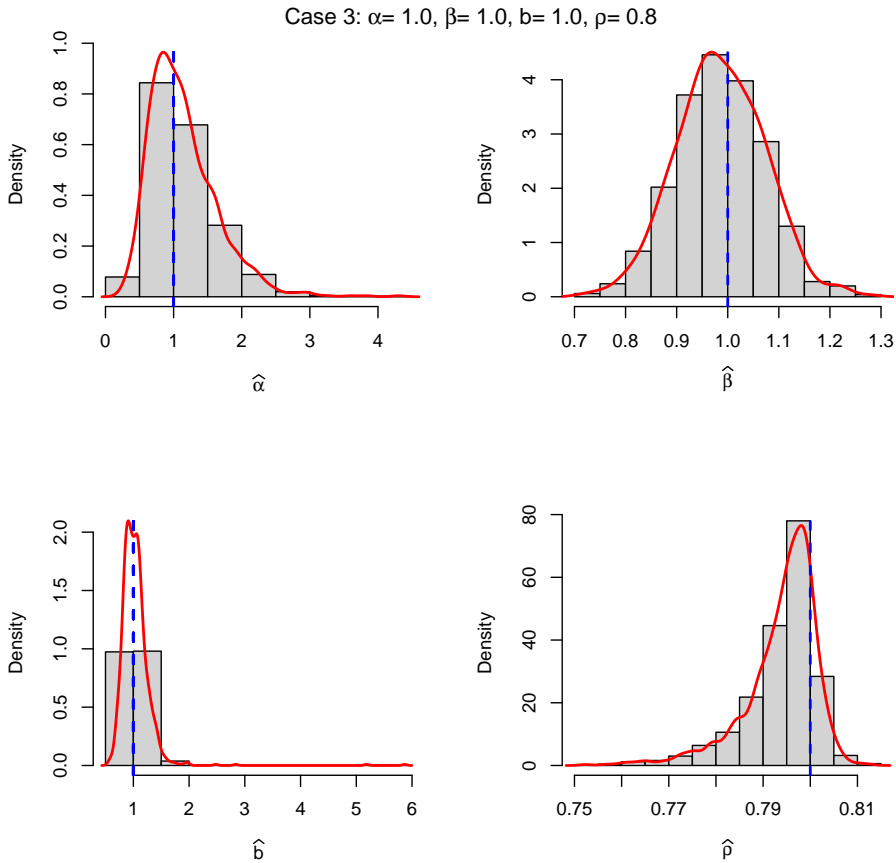 Case 3: α= 1.0, β= 1.0, b= 1.0, ρ= 0.8
Density
0.0 0.2 0.4 0.6 0.8 1.0
0 1 2 3 4
α̂
Density
0 1 2 3 4
0.7 0.8 0.9 1.0 1.1 1.2 1.3
β̂
Density
0.0 0.5 1.0 1.5 2.0
1 2 3 4 5 6
b̂
Density
0 20 40 60 80
0.75 0.77 0.79 0.81
ρ̂